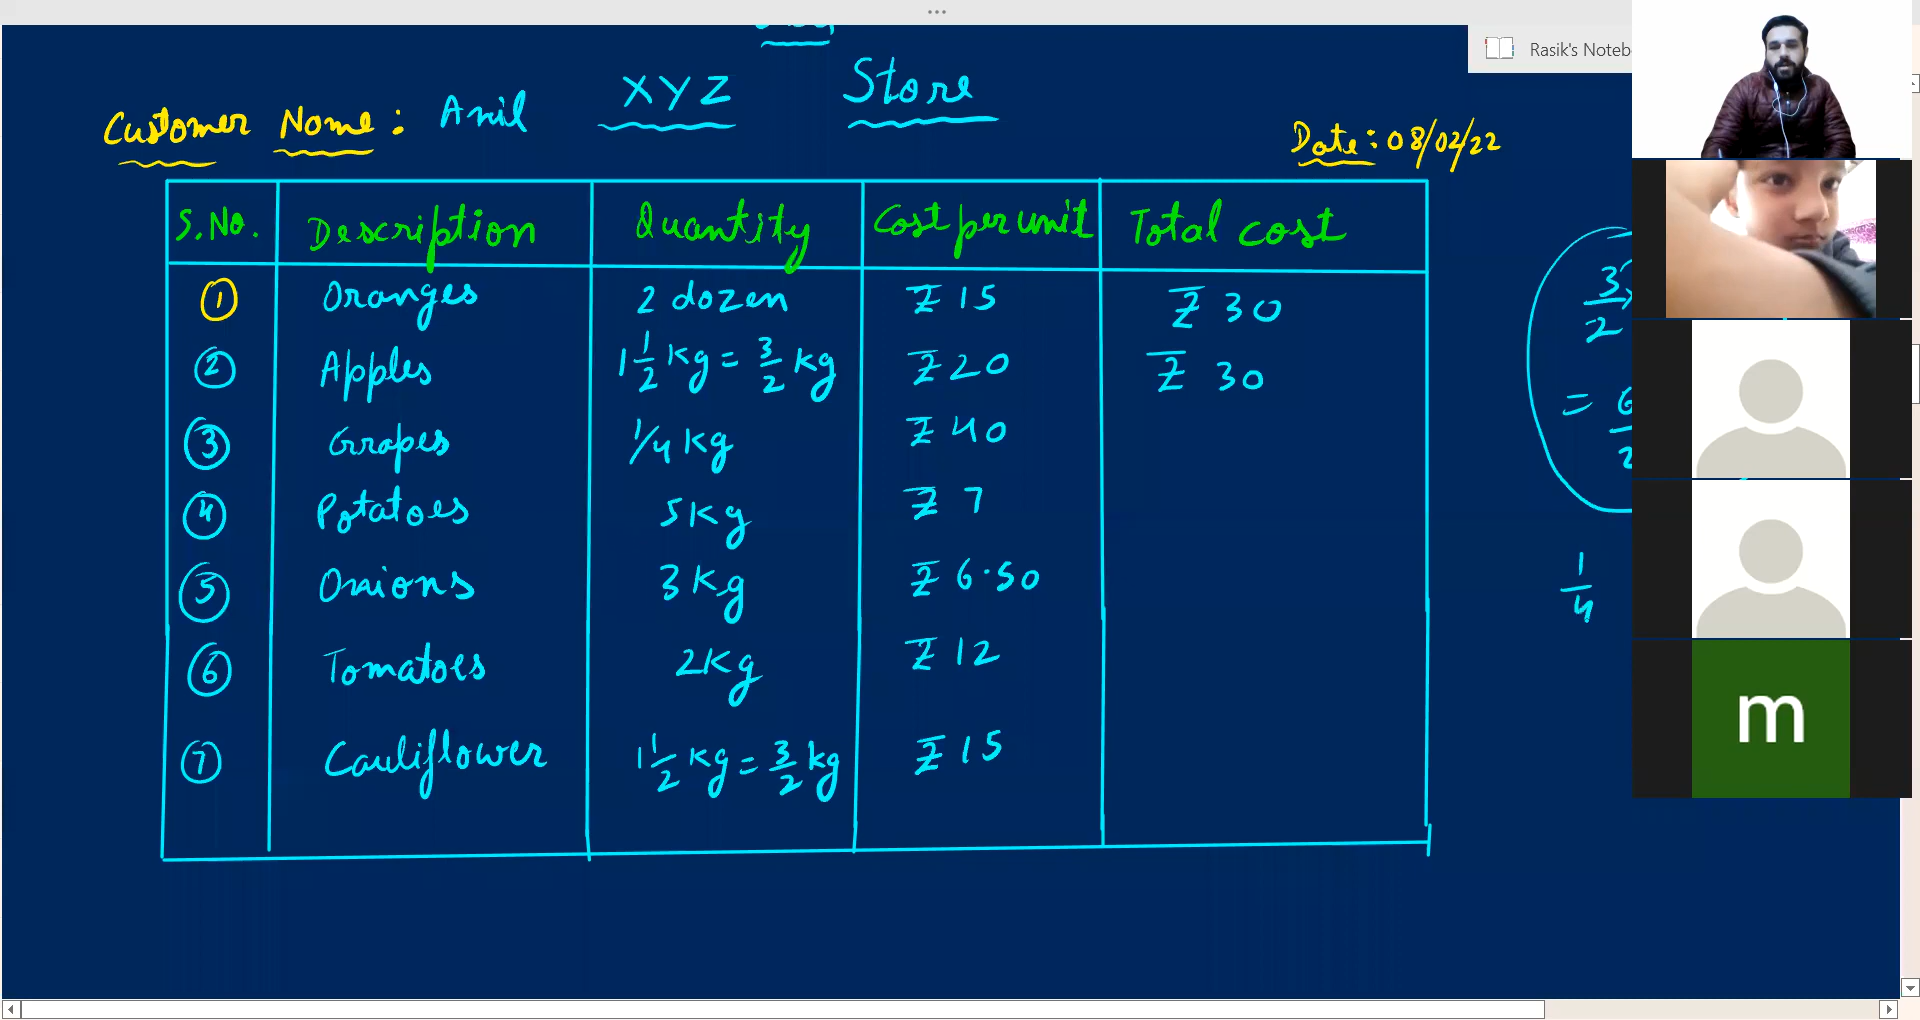 XYZ Store
Rasik's Noteb
Customer Name: Anil
Date: 08/02/22
S.No. Description Quantity Cost per unit Total cost
1 Oranges 2 dozen ₹ 15 ₹ 30
2 Apples 1 1/2 kg = 3/2 kg ₹ 20 ₹ 30
3 Grapes 1/4 kg ₹ 40
4 Potatoes 5 kg ₹ 7
5 Onions 3 kg ₹ 6.50
6 Tomatoes 2 kg ₹ 12
7 Cauliflower 1 1/2 kg = 3/2 kg ₹ 15
3/2
=
1/4
m